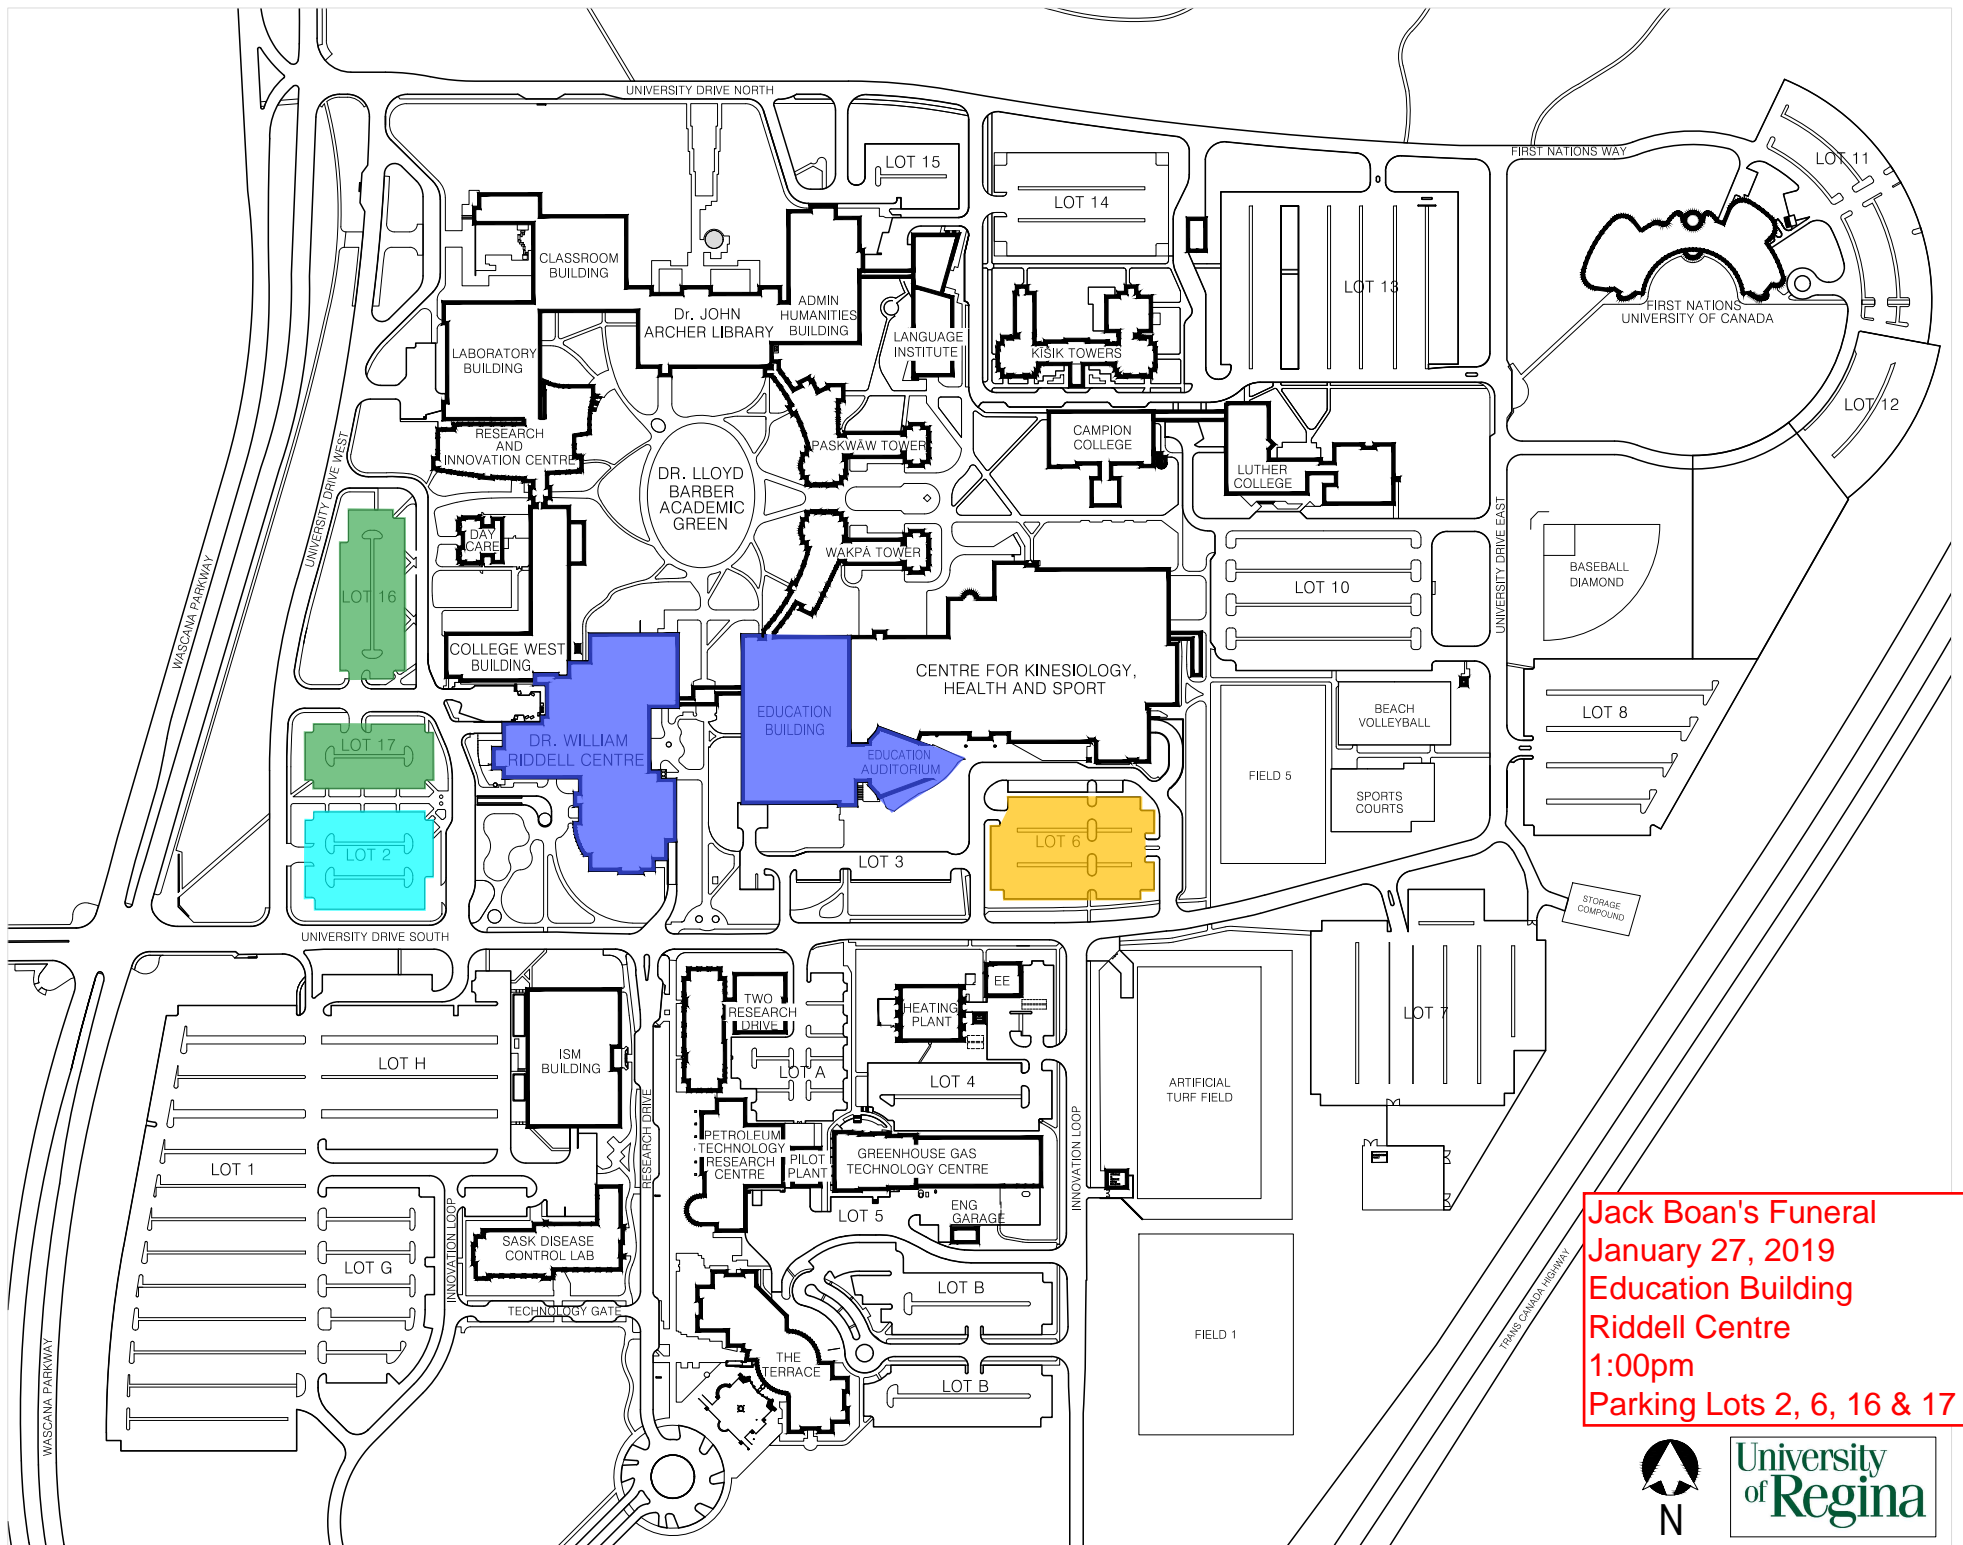 UNIVERSITY DRIVE NORTH
FIRST NATIONS WAY
LOT 11
LOT 15
LOT 14
CLASSROOM
BUILDING
LOT 13
ADMIN
HUMANITIES
BUILDING
Dr. JOHN
ARCHER LIBRARY
FIRST NATIONS
UNIVERSITY OF CANADA
LANGUAGE
INSTITUTE
KĪSIK TOWERS
LABORATORY
BUILDING
LOT 12
RESEARCH
AND
INNOVATION CENTRE
PASKWĀW TOWER
CAMPION
COLLEGE
LUTHER
COLLEGE
DR. LLOYD
BARBER
ACADEMIC
GREEN
UNIVERSITY DRIVE WEST
UNIVERSITY DRIVE EAST
DAY
CARE
WAKPĀ TOWER
BASEBALL
DIAMOND
LOT 16
LOT 10
WASCANA PARKWAY
COLLEGE WEST
BUILDING
CENTRE FOR KINESIOLOGY,
HEALTH AND SPORT
EDUCATION
BUILDING
BEACH
VOLLEYBALL
LOT 8
LOT 17
DR. WILLIAM
RIDDELL CENTRE
EDUCATION
AUDITORIUM
FIELD 5
SPORTS
COURTS
LOT 2
LOT 6
LOT 3
STORAGE
COMPOUND
UNIVERSITY DRIVE SOUTH
EE
TWO
RESEARCH
DRIVE
HEATING
PLANT
LOT 7
ISM
BUILDING
LOT H
LOT A
LOT 4
ARTIFICIAL
TURF FIELD
RESEARCH DRIVE
INNOVATION LOOP
PETROLEUM
TECHNOLOGY
RESEARCH
CENTRE
PILOT
PLANT
GREENHOUSE GAS
TECHNOLOGY CENTRE
LOT 1
LOT 5
ENG
GARAGE
INNOVATION LOOP
SASK DISEASE
CONTROL LAB
LOT G
LOT B
TECHNOLOGY GATE
FIELD 1
TRANS CANADA HIGHWAY
THE
TERRACE
LOT B
WASCANA PARKWAY
Jack Boan's Funeral
January 27, 2019
Education Building
Riddell Centre
1:00pm
Parking Lots 2, 6, 16 & 17
N
University
of Regina